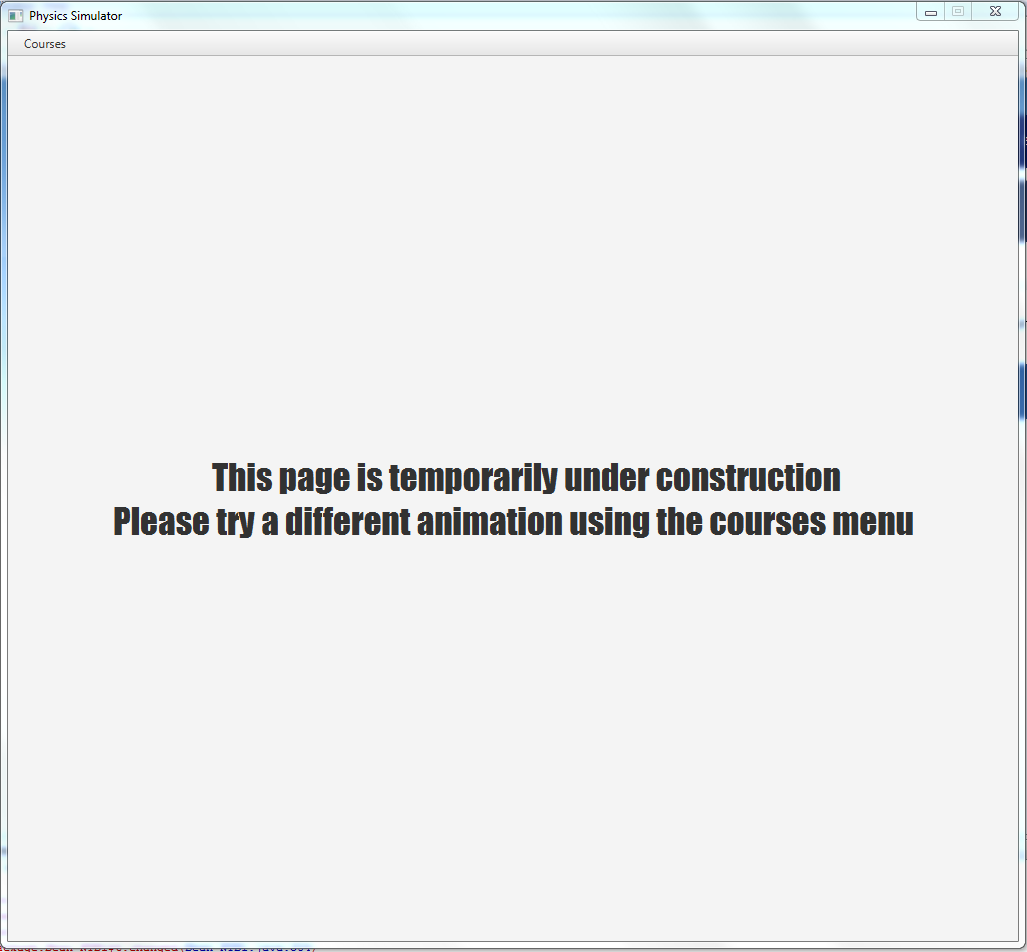 Physics Simulator
Courses
This page is temporarily under construction
Please try a different animation using the courses menu